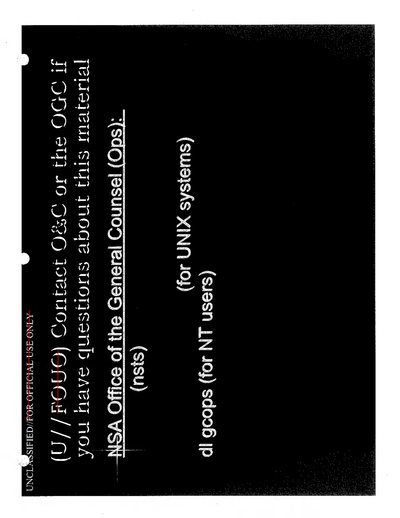 UNCLASSIFIED//FOR OFFICIAL USE ONLY
(U//FOUO) Contact O&C or the OGC if
you have questions about this material
NSA Office of the General Counsel (Ops):
(nsts)
(for UNIX systems)
dl gcops (for NT users)